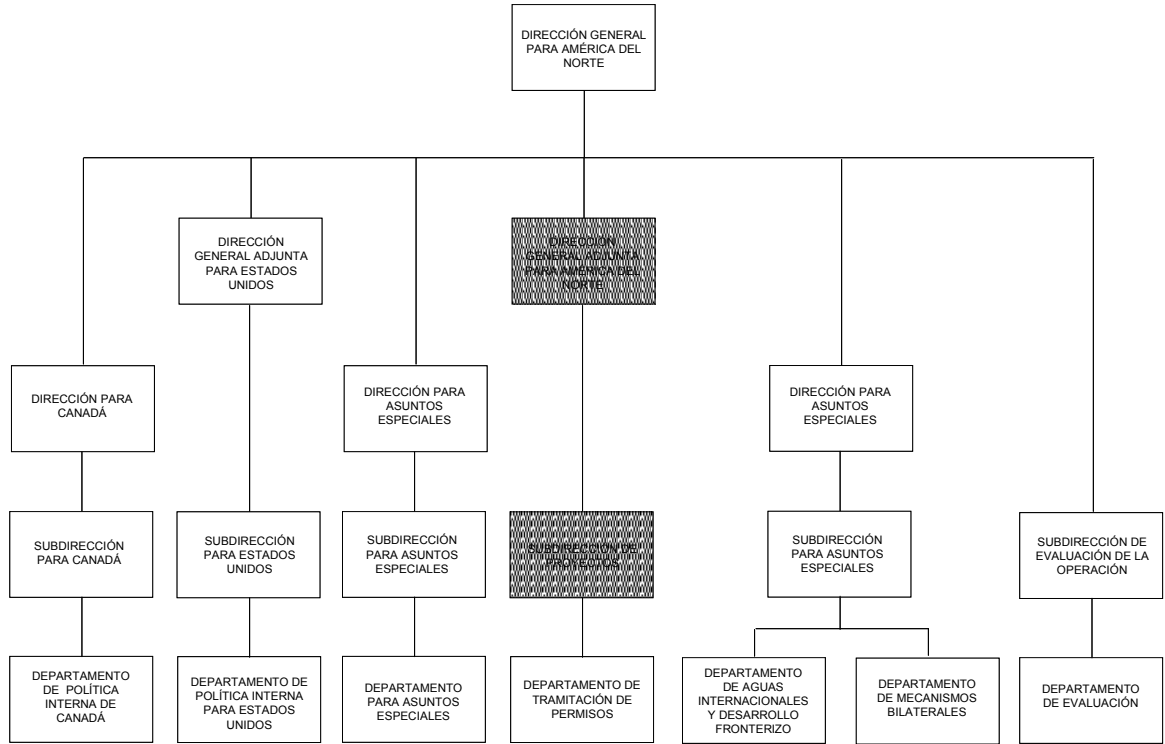 DIRECCIÓN GENERAL
PARA AMÉRICA DEL
NORTE
DIRECCIÓN
GENERAL ADJUNTA
PARA ESTADOS
UNIDOS
DIRECCIÓN
GENERAL ADJUNTA
PARA AMÉRICA DEL
NORTE
DIRECCIÓN PARA
CANADÁ
DIRECCIÓN PARA
ASUNTOS
ESPECIALES
DIRECCIÓN PARA
ASUNTOS
ESPECIALES
SUBDIRECCIÓN
PARA CANADÁ
SUBDIRECCIÓN
PARA ESTADOS
UNIDOS
SUBDIRECCIÓN
PARA ASUNTOS
ESPECIALES
SUBDIRECCIÓN DE
PROYECTOS
SUBDIRECCIÓN
PARA ASUNTOS
ESPECIALES
SUBDIRECCIÓN DE
EVALUACIÓN DE LA
OPERACIÓN
DEPARTAMENTO
DE POLÍTICA
INTERNA DE
CANADÁ
DEPARTAMENTO DE
POLÍTICA INTERNA
PARA ESTADOS
UNIDOS
DEPARTAMENTO
PARA ASUNTOS
ESPECIALES
DEPARTAMENTO DE
TRAMITACIÓN DE
PERMISOS
DEPARTAMENTO
DE AGUAS
INTERNACIONALES
Y DESARROLLO
FRONTERIZO
DEPARTAMENTO
DE MECANISMOS
BILATERALES
DEPARTAMENTO
DE EVALUACIÓN